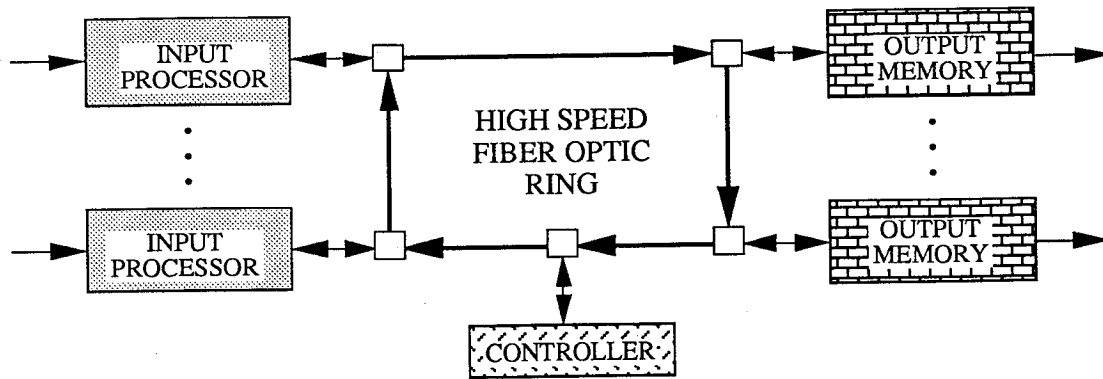 INPUT
PROCESSOR
OUTPUT
MEMORY
HIGH SPEED
FIBER OPTIC
RING
INPUT
PROCESSOR
OUTPUT
MEMORY
CONTROLLER